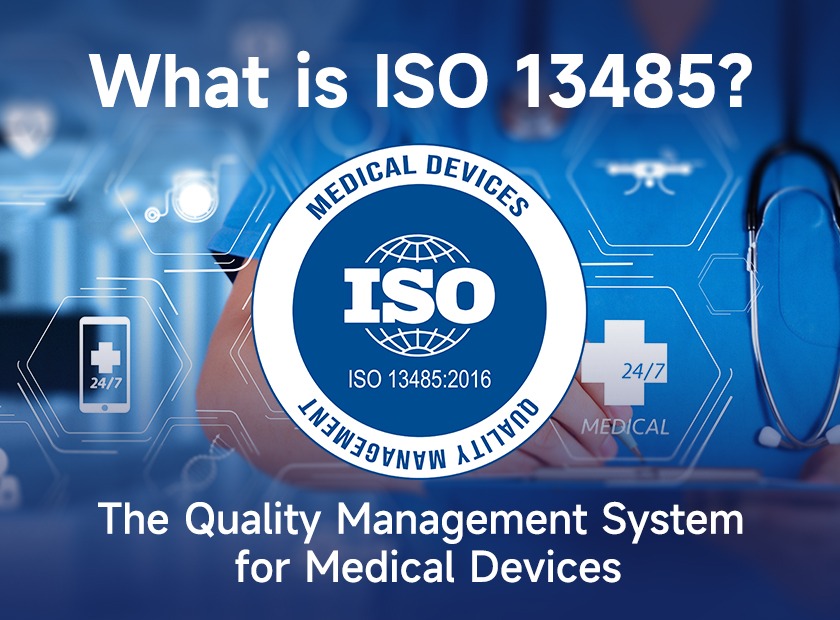 What is ISO 13485?
MEDICAL DEVICES
ISO
ISO 13485:2016
QUALITY MANAGEMENT
24/7
24/7
MEDICAL
The Quality Management System
for Medical Devices